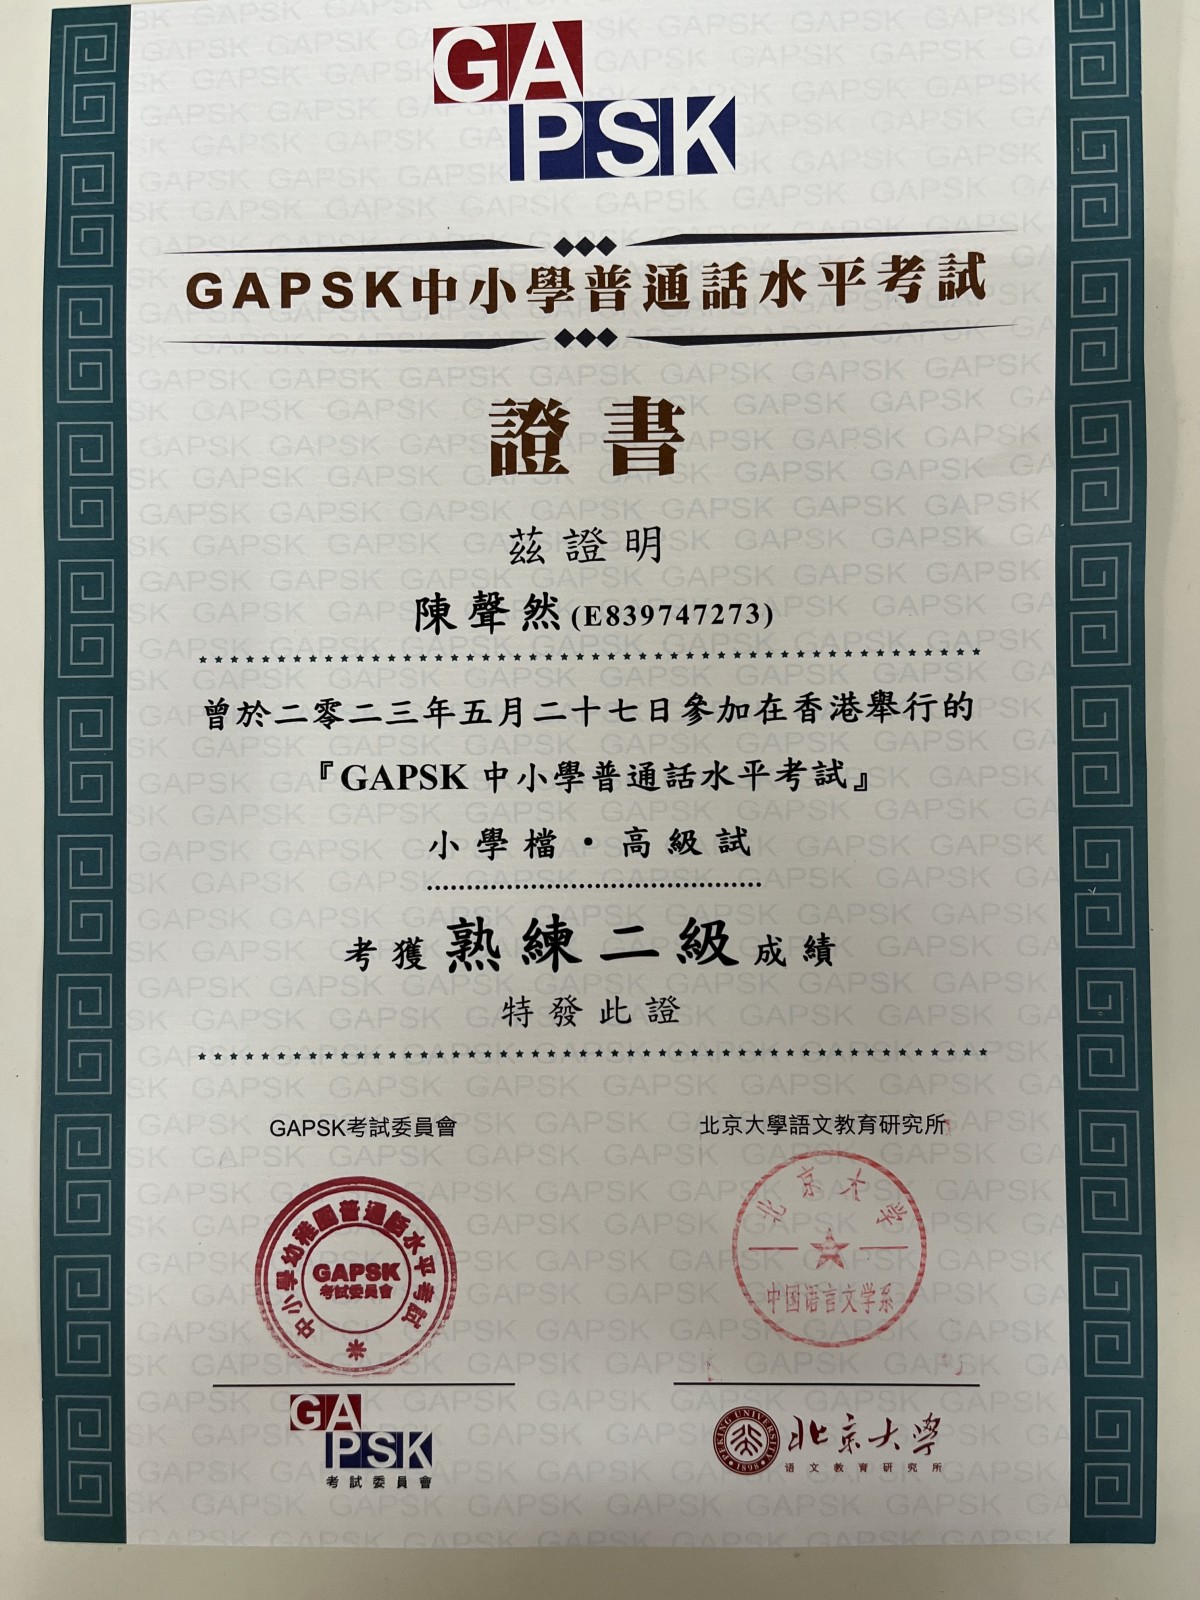 GA
PSK
GAPSK中小學普通話水平考試
證書
茲證明
陳聲然(E839747273)
曾於二零二三年五月二十七日參加在香港舉行的
『GAPSK 中小學普通話水平考試』
小學檔・高級試
考獲 熟練二級 成績
特發此證
GAPSK考試委員會
北京大學語文教育研究所
中小學幼稚園普通話水平考試
GAPSK
考試委員會
北京大学
中国语言文学系
GA
PSK
考試委員會
PEKING UNIVERSITY
1898
北京大学
语文教育研究所